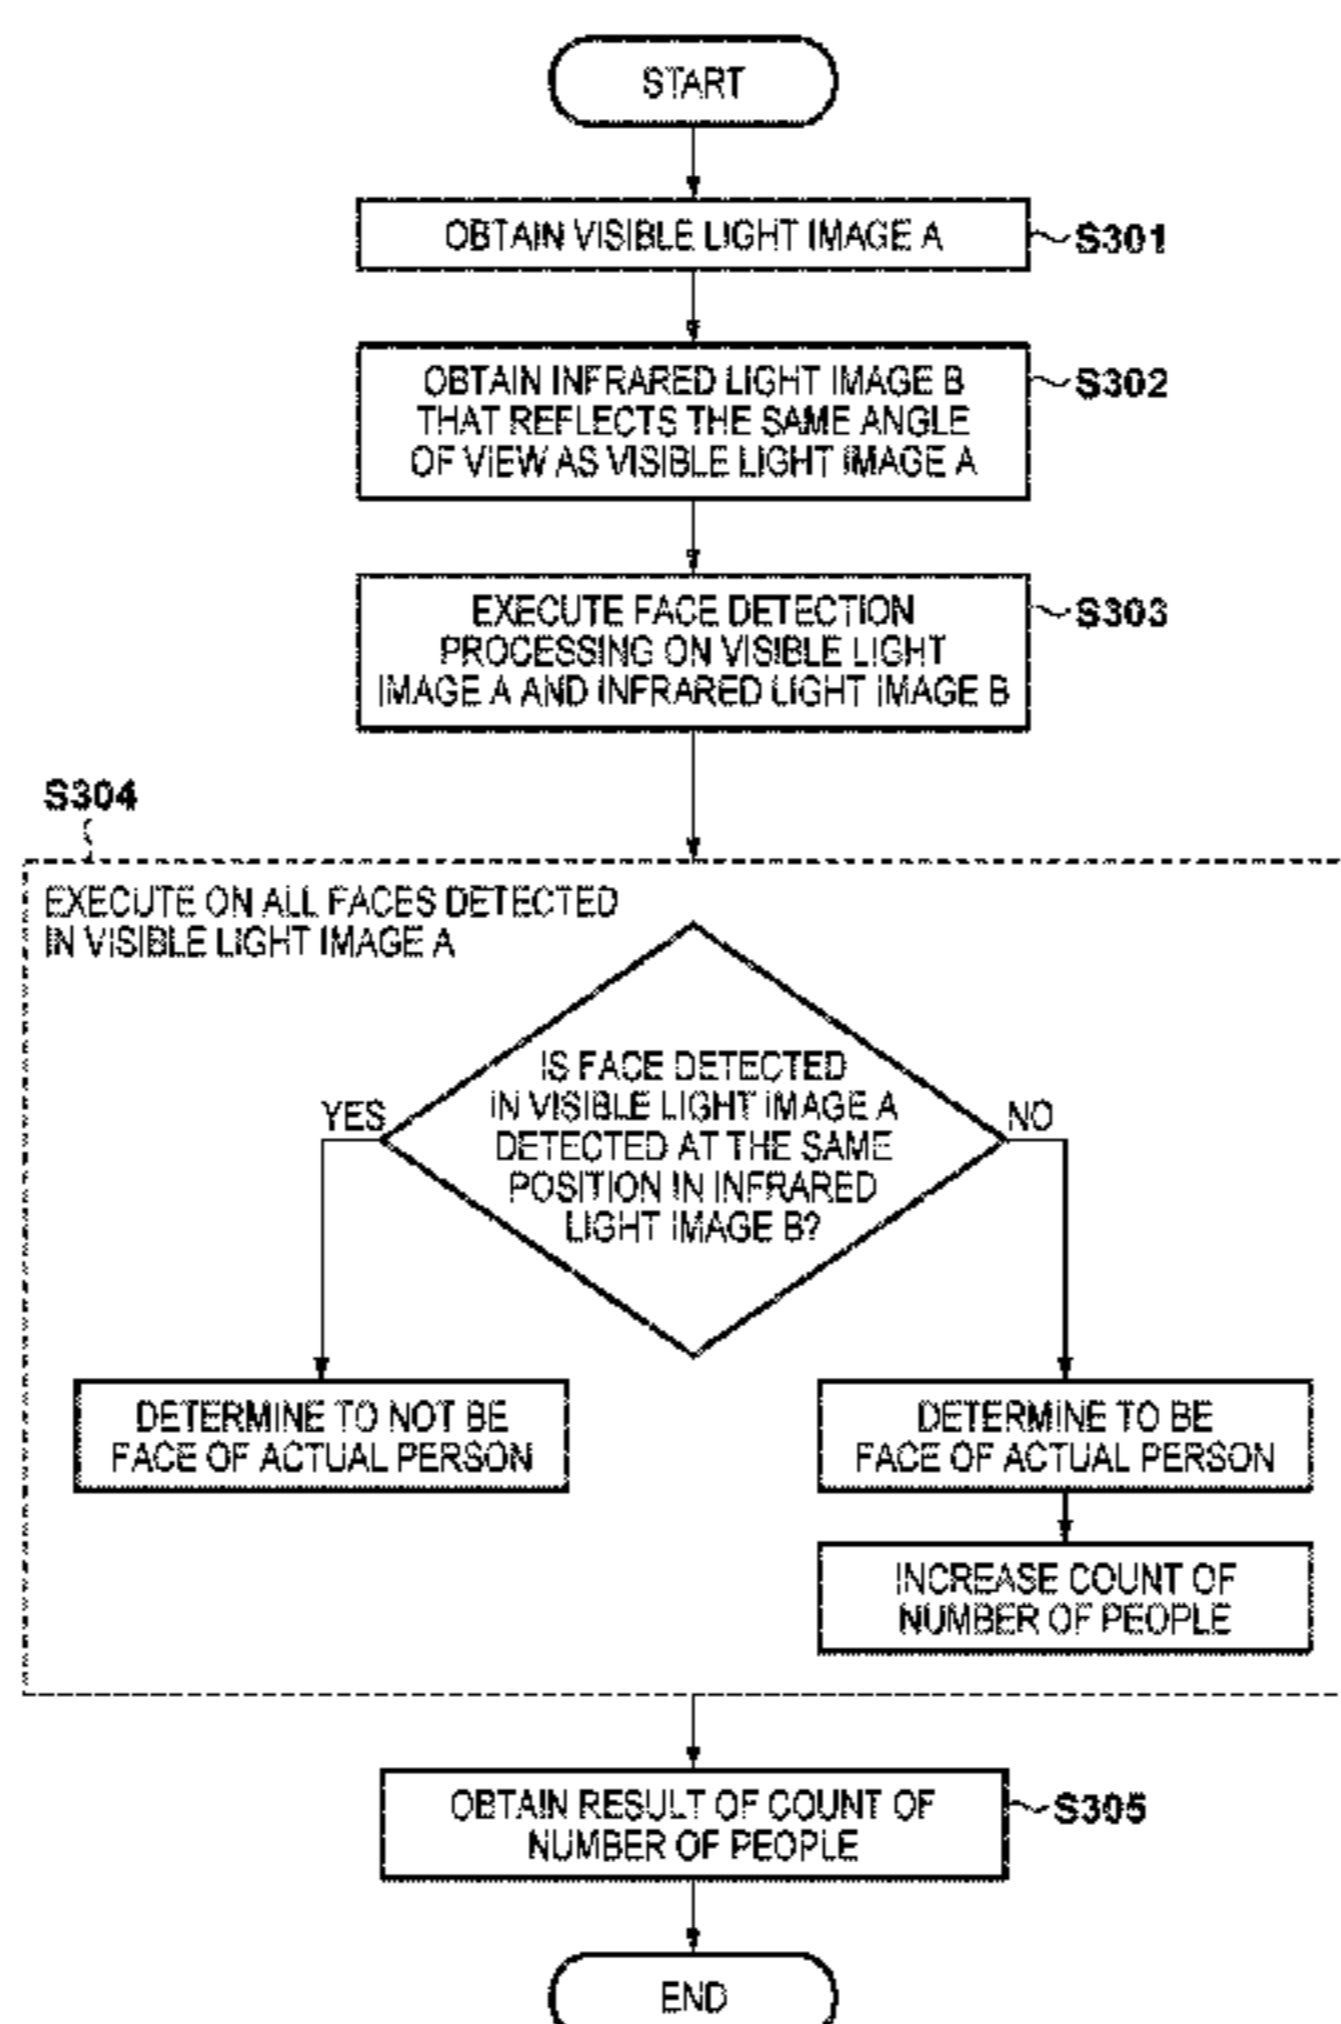 START
OBTAIN VISIBLE LIGHT IMAGE A
S301
OBTAIN INFRARED LIGHT IMAGE B
THAT REFLECTS THE SAME ANGLE
OF VIEW AS VISIBLE LIGHT IMAGE A
S302
EXECUTE FACE DETECTION
PROCESSING ON VISIBLE LIGHT
IMAGE A AND INFRARED LIGHT IMAGE B
S303
S304
EXECUTE ON ALL FACES DETECTED
IN VISIBLE LIGHT IMAGE A
IS FACE DETECTED
IN VISIBLE LIGHT IMAGE A
DETECTED AT THE SAME
POSITION IN INFRARED
LIGHT IMAGE B?
YES
NO
DETERMINE TO NOT BE
FACE OF ACTUAL PERSON
DETERMINE TO BE
FACE OF ACTUAL PERSON
INCREASE COUNT OF
NUMBER OF PEOPLE
OBTAIN RESULT OF COUNT OF
NUMBER OF PEOPLE
S305
END